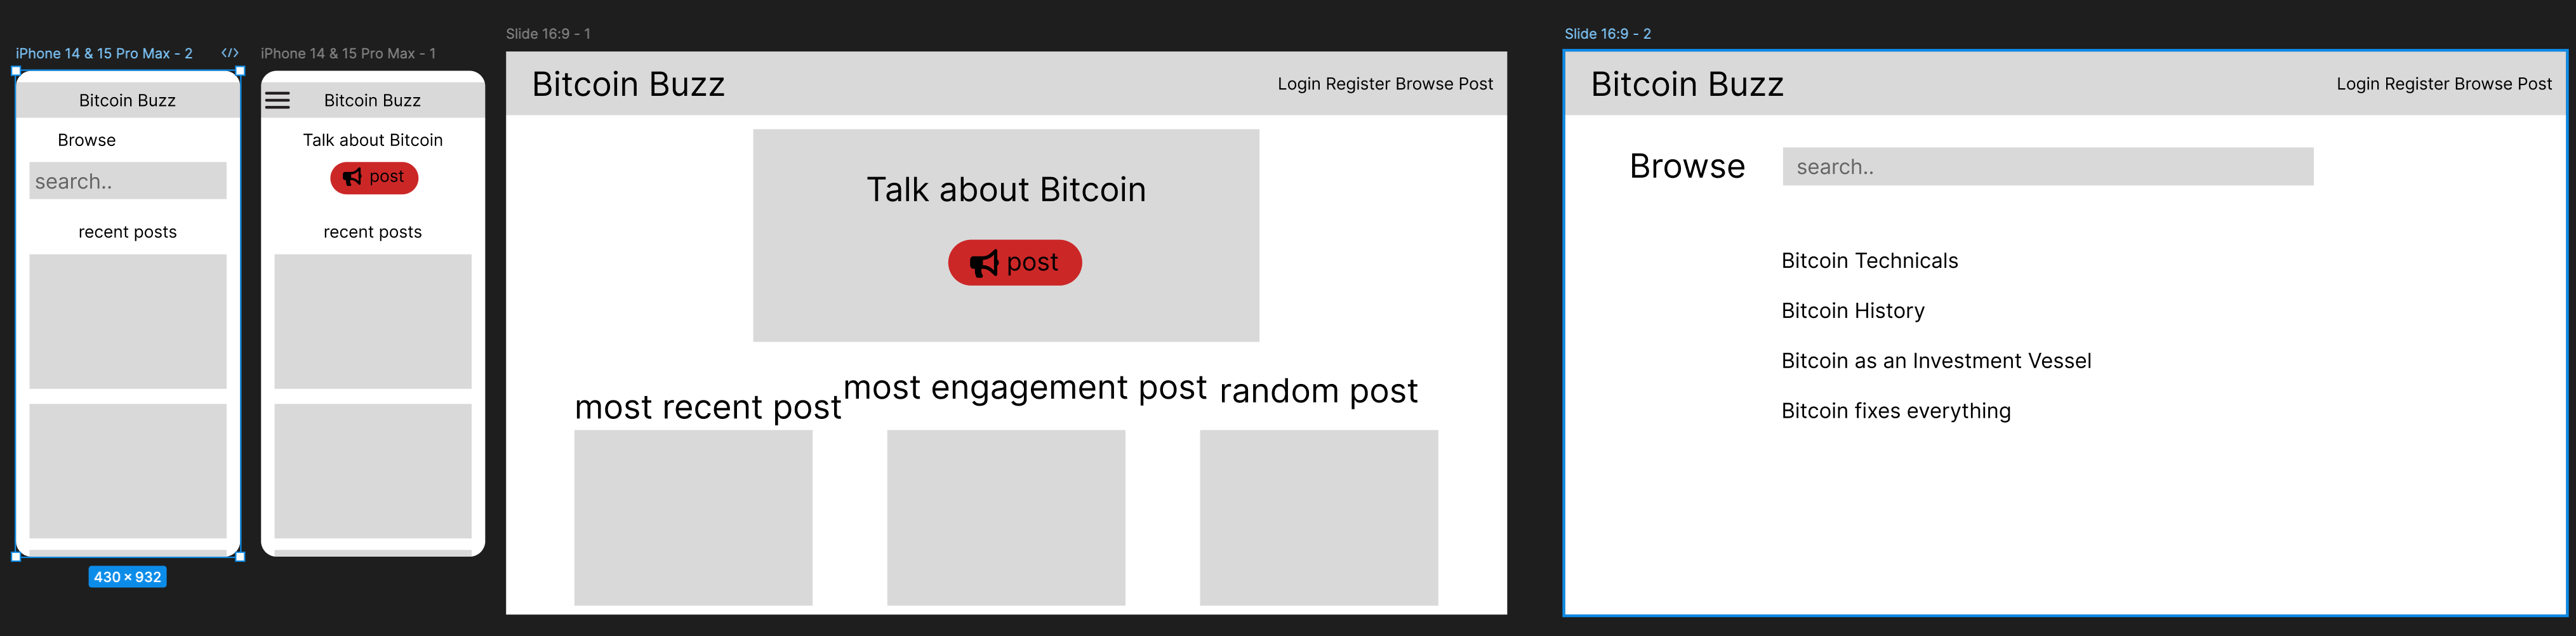 iPhone 14 & 15 Pro Max - 2
</>
Bitcoin Buzz
Browse
search..
recent posts
430 × 932
iPhone 14 & 15 Pro Max - 1
Bitcoin Buzz
Talk about Bitcoin
post
recent posts
Slide 16:9 - 1
Bitcoin Buzz
Login Register Browse Post
Talk about Bitcoin
post
most recent post
most engagement post
random post
Slide 16:9 - 2
Bitcoin Buzz
Login Register Browse Post
Browse
search..
Bitcoin Technicals
Bitcoin History
Bitcoin as an Investment Vessel
Bitcoin fixes everything